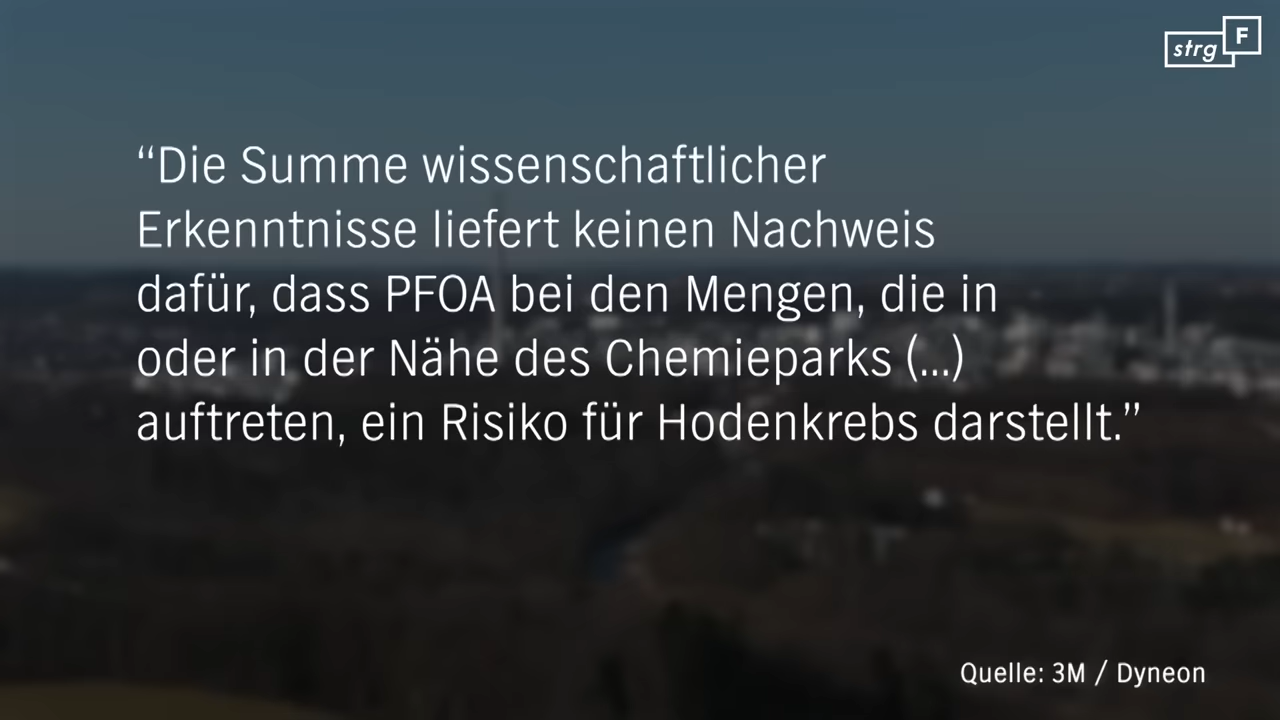 strg F
“Die Summe wissenschaftlicher
Erkenntnisse liefert keinen Nachweis
dafür, dass PFOA bei den Mengen, die in
oder in der Nähe des Chemieparks (...)
auftreten, ein Risiko für Hodenkrebs darstellt.”
Quelle: 3M / Dyneon